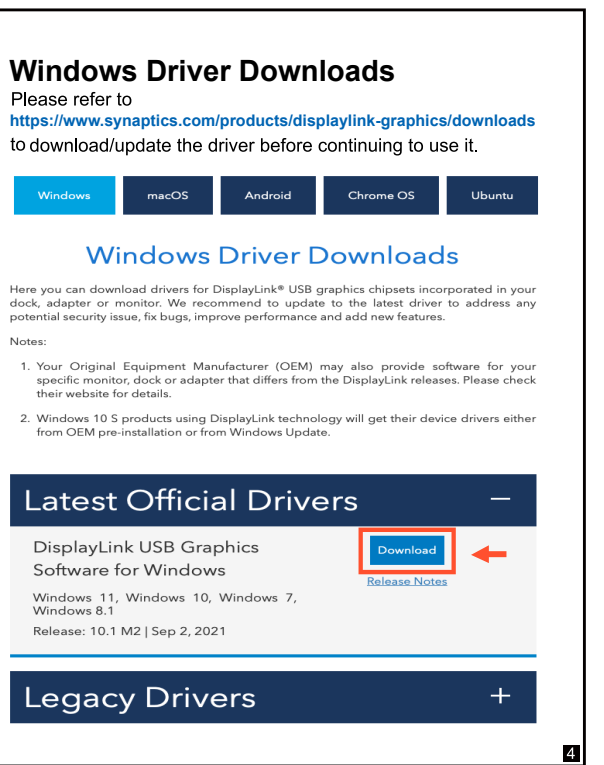 Windows Driver Downloads
Please refer to
https://www.synaptics.com/products/displaylink-graphics/downloads
to download/update the driver before continuing to use it.
Windows macOS Android Chrome OS Ubuntu
Windows Driver Downloads
Here you can download drivers for DisplayLink® USB graphics chipsets incorporated in your
dock, adapter or monitor. We recommend to update to the latest driver to address any
potential security issue, fix bugs, improve performance and add new features.
Notes:
1. Your Original Equipment Manufacturer (OEM) may also provide software for your
specific monitor, dock or adapter that differs from the DisplayLink releases. Please check
their website for details.
2. Windows 10 S products using DisplayLink technology will get their device drivers either
from OEM pre-installation or from Windows Update.
Latest Official Drivers −
DisplayLink USB Graphics
Software for Windows
Download
Release Notes
Windows 11, Windows 10, Windows 7,
Windows 8.1
Release: 10.1 M2 | Sep 2, 2021
Legacy Drivers +
4